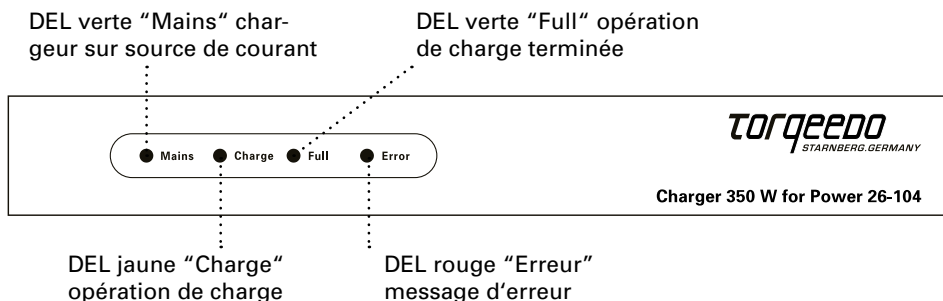 DEL verte “Mains“ char-
geur sur source de courant
DEL verte “Full“ opération
de charge terminée
Mains Charge Full Error
TORQEEDO
STARNBERG.GERMANY
Charger 350 W for Power 26-104
DEL jaune “Charge“
opération de charge
DEL rouge “Erreur”
message d‘erreur